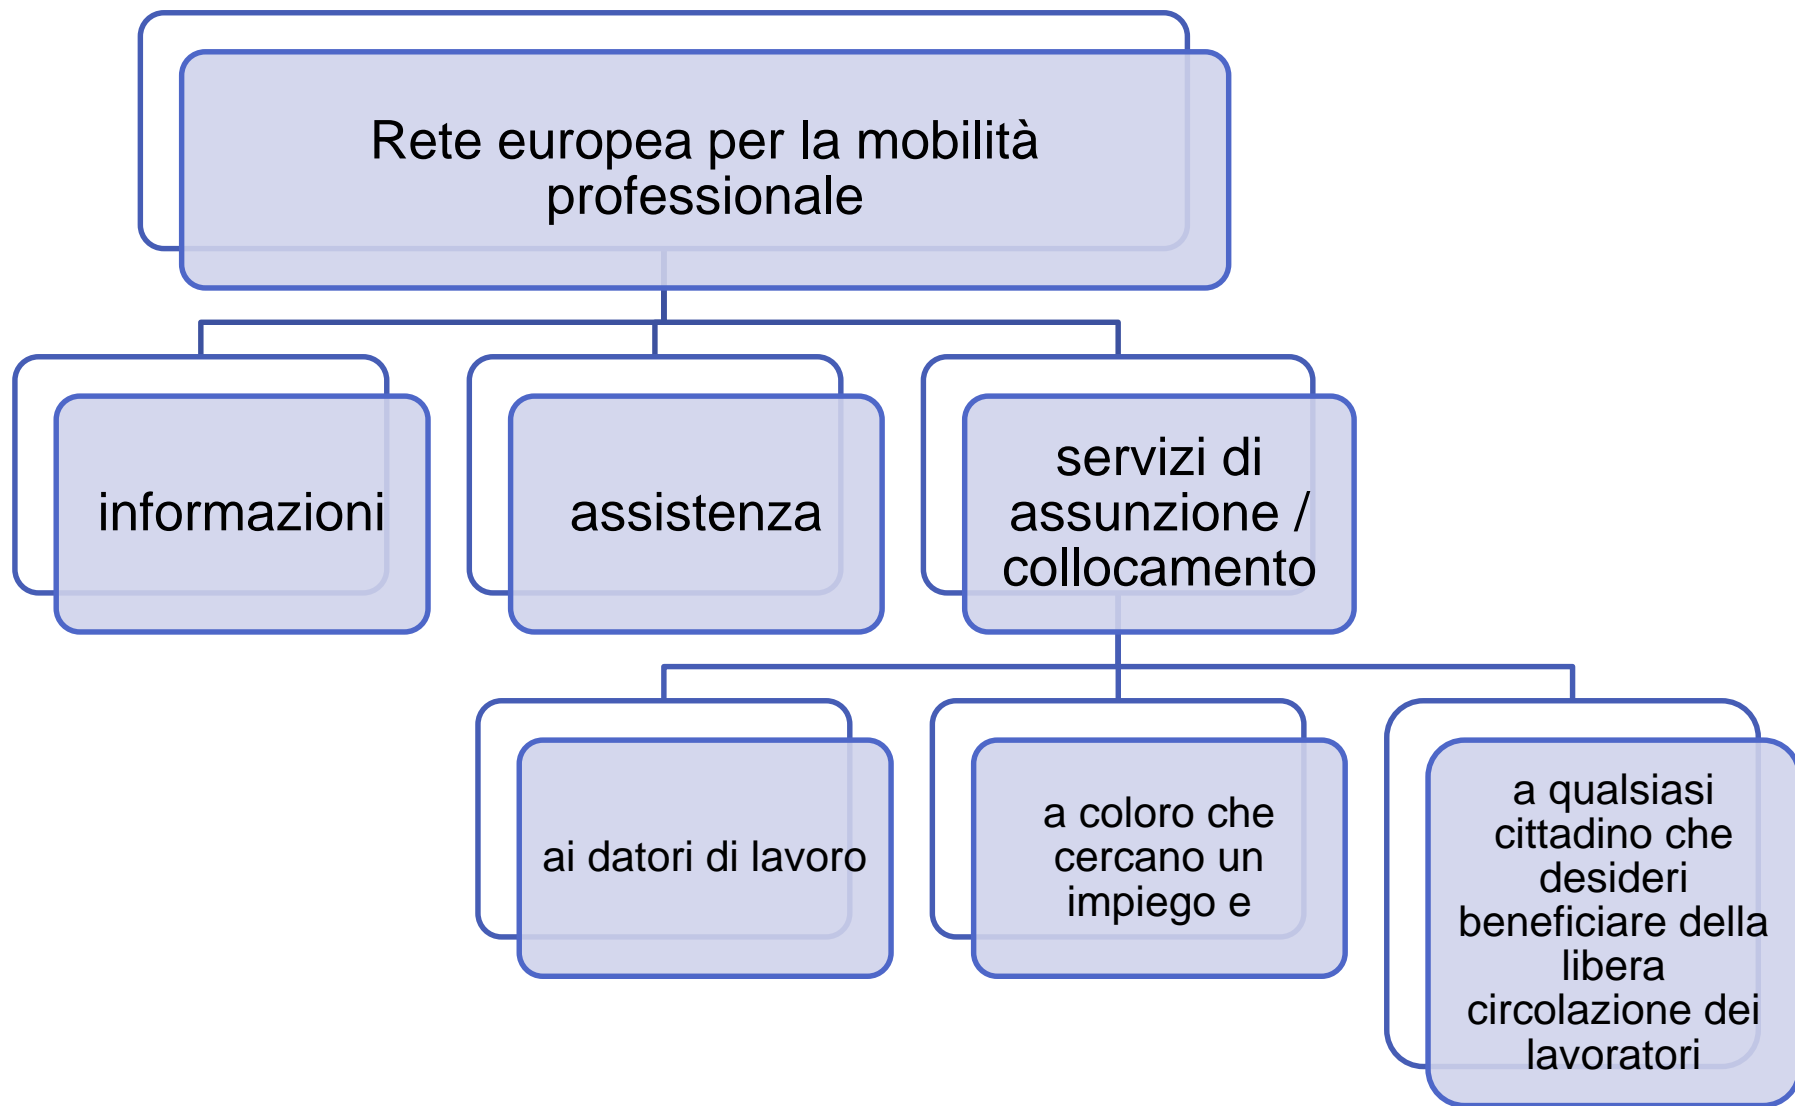 Rete europea per la mobilità
professionale
informazioni
assistenza
servizi di
assunzione /
collocamento
ai datori di lavoro
a coloro che
cercano un
impiego e
a qualsiasi
cittadino che
desideri
beneficiare della
libera
circolazione dei
lavoratori